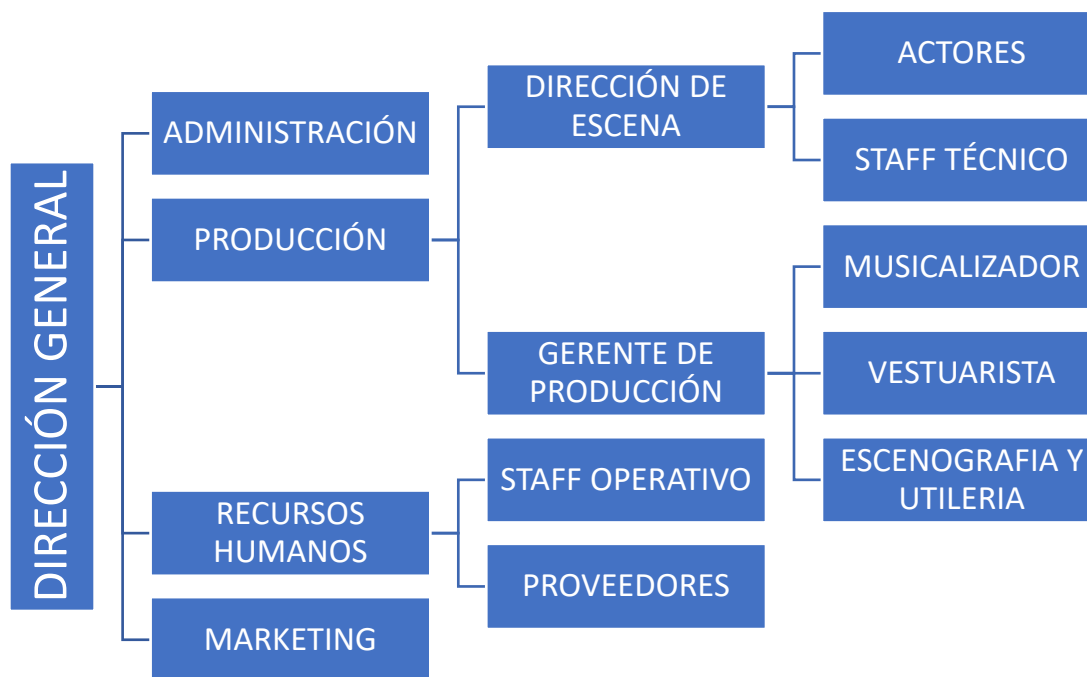 DIRECCIÓN GENERAL
ADMINISTRACIÓN
PRODUCCIÓN
DIRECCIÓN DE
ESCENA
ACTORES
STAFF TÉCNICO
GERENTE DE
PRODUCCIÓN
MUSICALIZADOR
VESTUARISTA
ESCENOGRAFIA Y
UTILERIA
RECURSOS
HUMANOS
STAFF OPERATIVO
PROVEEDORES
MARKETING